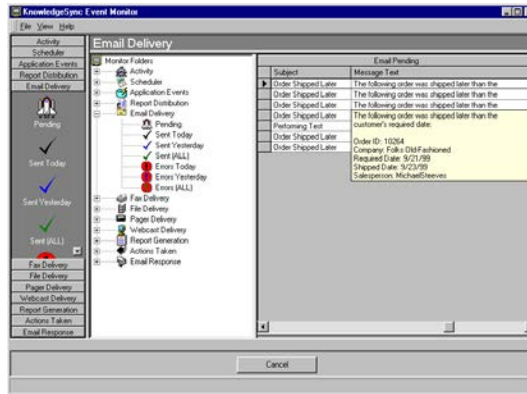 KnowledgeSync Event Monitor
File View Help
Activity
Scheduler
Application Events
Report Distribution
Email Delivery
Pending
Sent Today
Sent Yesterday
Sent (ALL)
Fax Delivery
File Delivery
Pager Delivery
Webcast Delivery
Report Generation
Actions Taken
Email Response
Email Delivery
Monitor Folders
Activity
Scheduler
Application Events
Report Distribution
Email Delivery
Pending
Sent Today
Sent Yesterday
Sent (ALL)
Errors Today
Errors Yesterday
Errors (ALL)
Fax Delivery
File Delivery
Pager Delivery
Webcast Delivery
Report Generation
Actions Taken
Email Response
Email Pending
Subject Message Text
Order Shipped Later The following order was shipped later than the
Order Shipped Later The following order was shipped later than the
Order Shipped Later The following order was shipped later than the
Order Shipped Later The following order was shipped later than the
Performing Test customer's required date:
Order Shipped Later
Order Shipped Later Order ID: 10264
Company: Folks Old-Fashioned
Required Date: 9/21/99
Shipped Date: 9/23/99
Salesperson: MichaelSteeves
Cancel